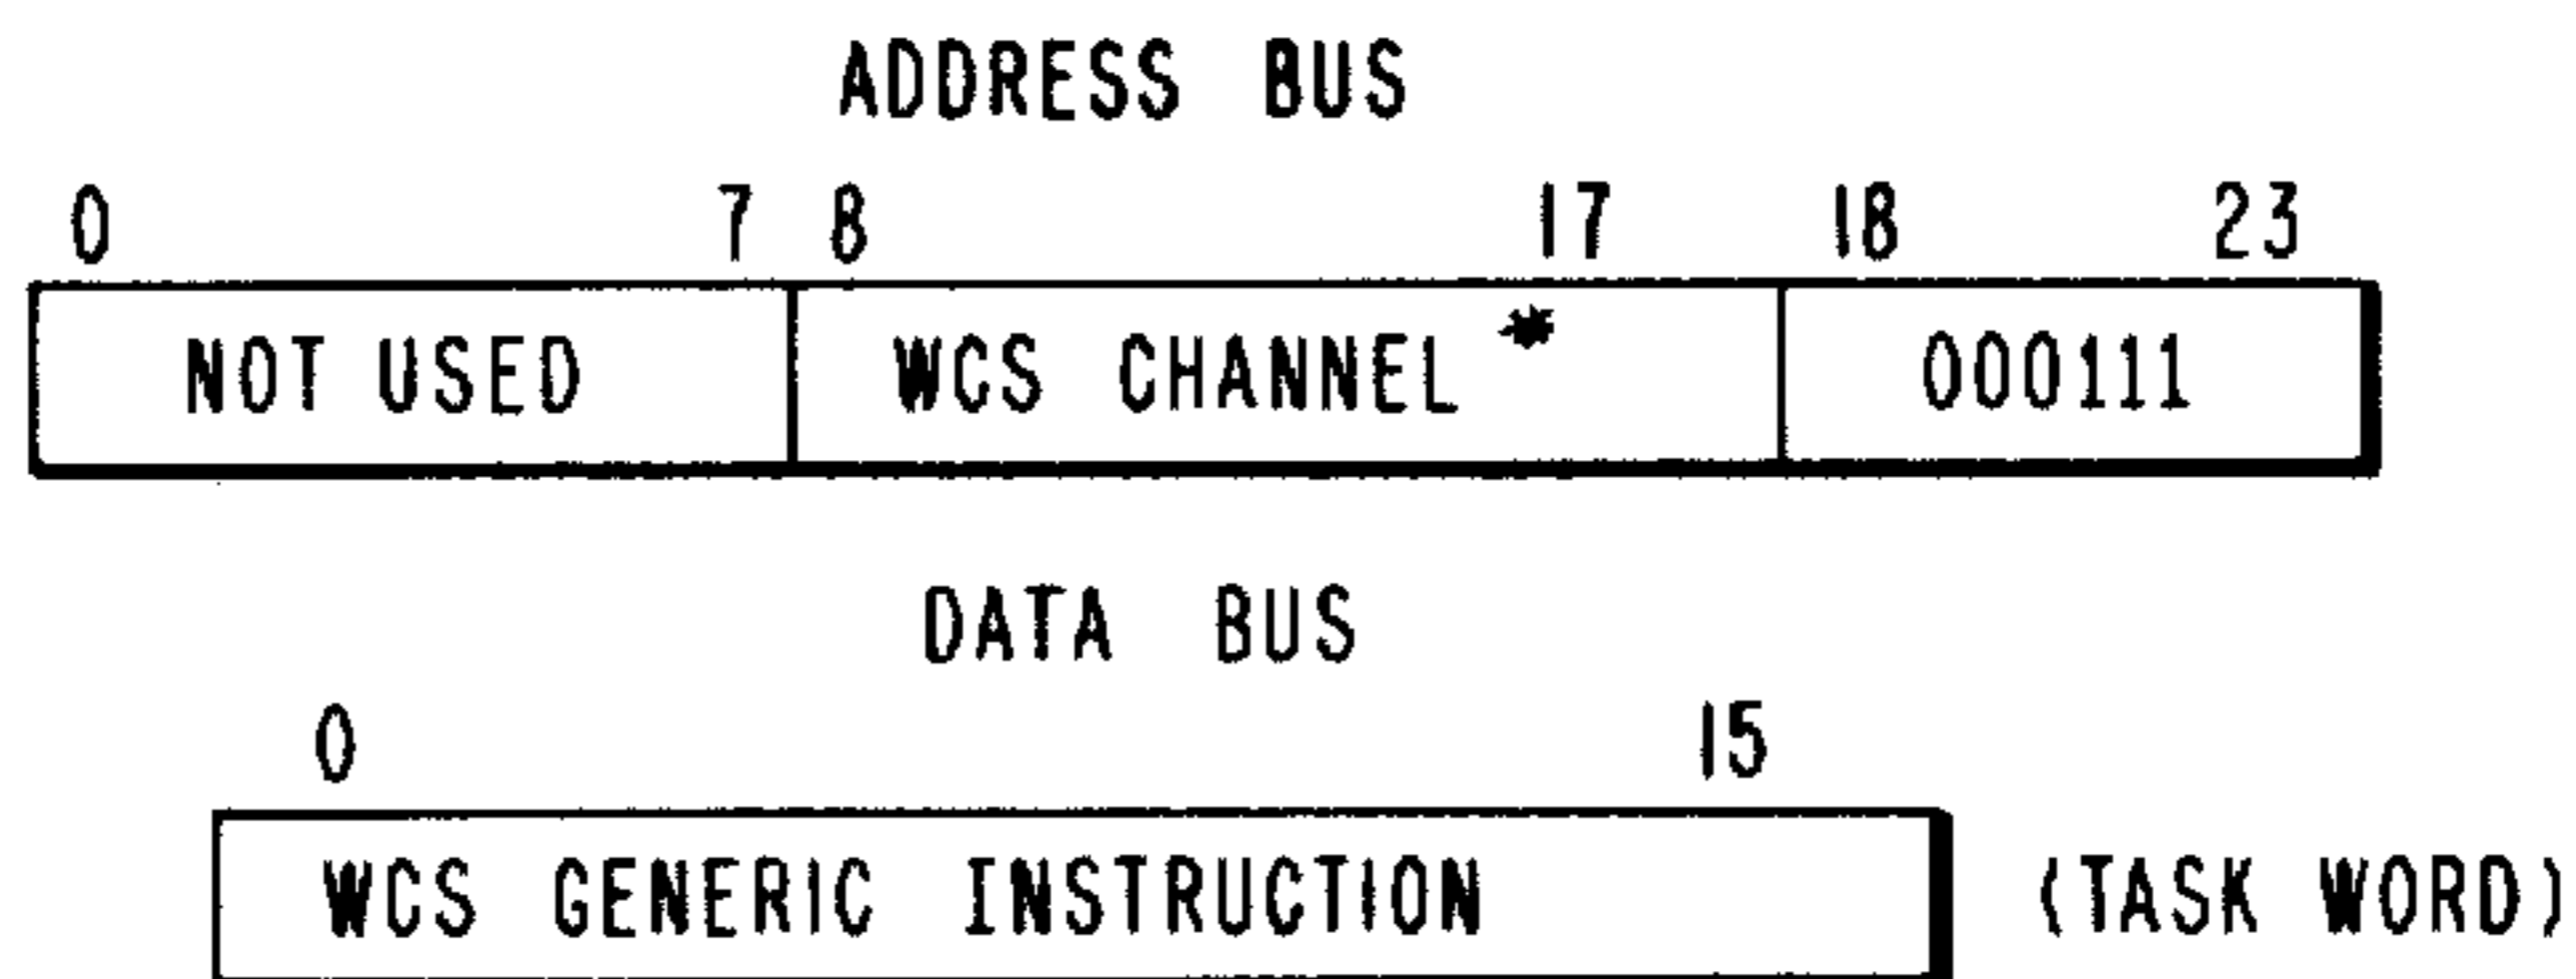 ADDRESS BUS
0 7 8 17 18 23
NOT USED WCS CHANNEL * 000111
DATA BUS
0 15
WCS GENERIC INSTRUCTION (TASK WORD)